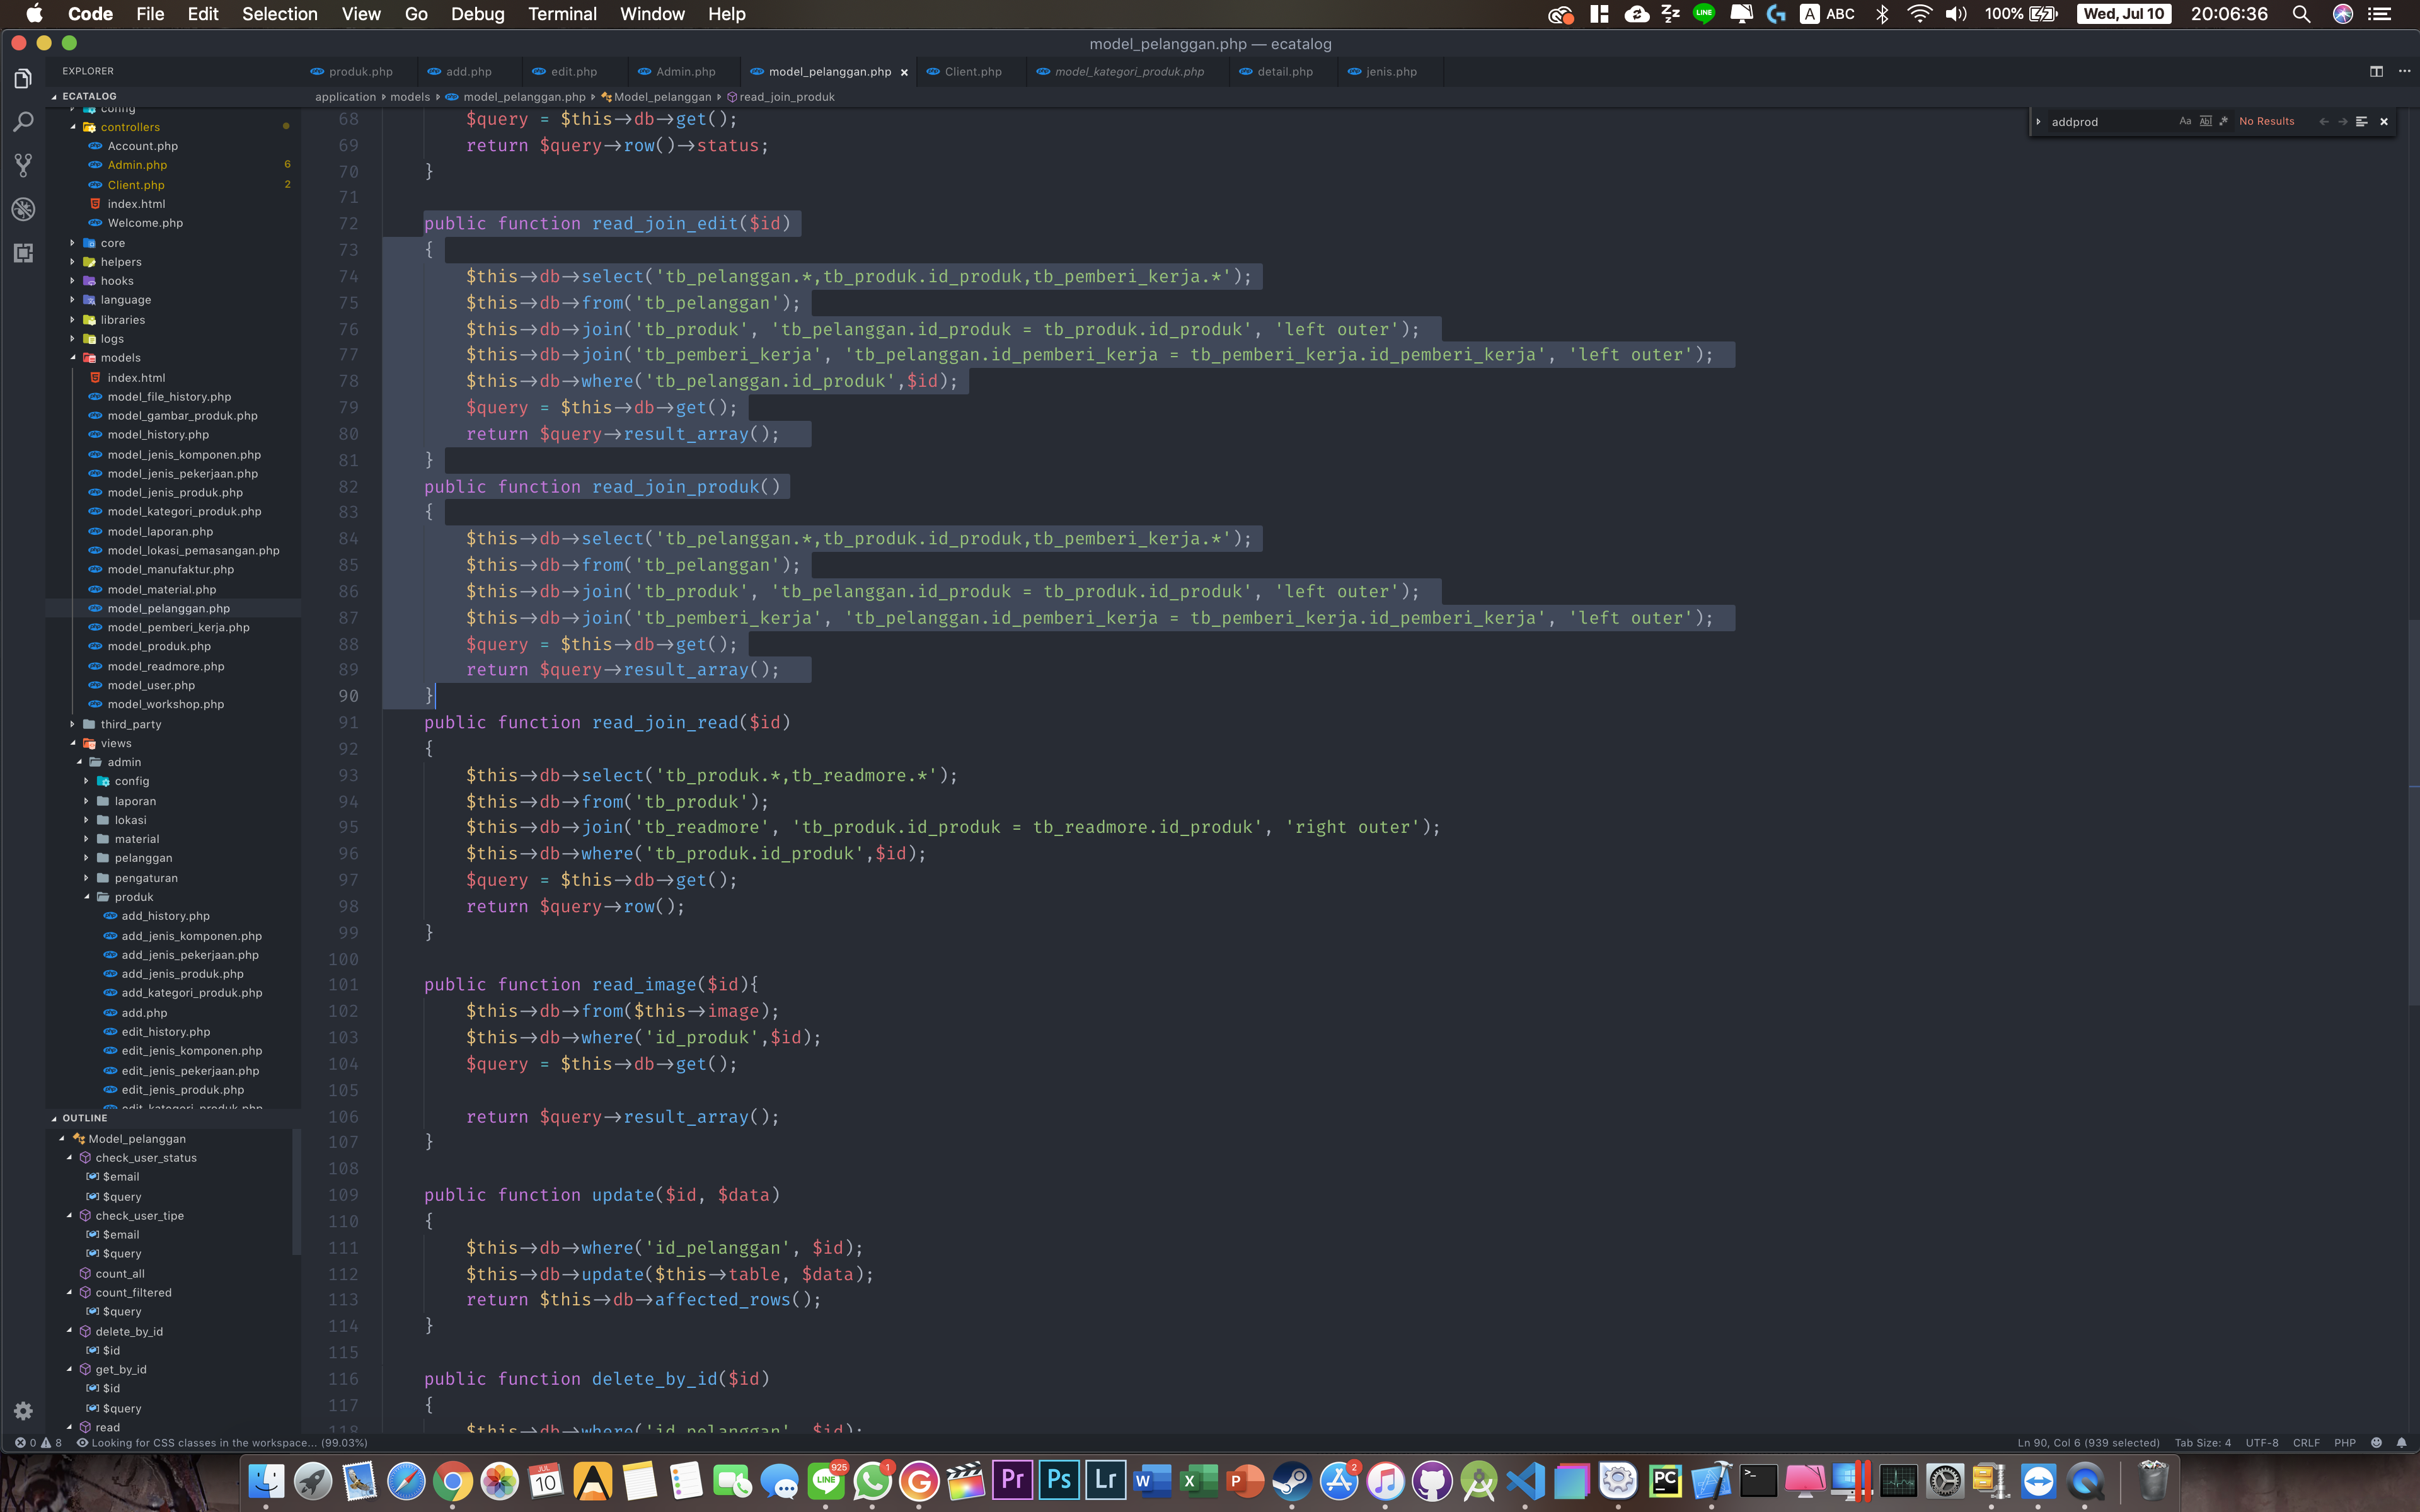 Code File Edit Selection View Go Debug Terminal Window Help
LINE A ABC 100% Wed, Jul 10 20:06:36
model_pelanggan.php — ecatalog
EXPLORER
produk.php add.php edit.php Admin.php model_pelanggan.php Client.php model_kategori_produk.php detail.php jenis.php
application models model_pelanggan.php Model_pelanggan read_join_produk
addprod Aa Abl .* No Results
ECATALOG
config
controllers
Account.php
Admin.php 6
Client.php 2
index.html
Welcome.php
core
helpers
hooks
language
libraries
logs
models
index.html
model_file_history.php
model_gambar_produk.php
model_history.php
model_jenis_komponen.php
model_jenis_pekerjaan.php
model_jenis_produk.php
model_kategori_produk.php
model_laporan.php
model_lokasi_pemasangan.php
model_manufaktur.php
model_material.php
model_pelanggan.php
model_pemberi_kerja.php
model_produk.php
model_readmore.php
model_user.php
model_workshop.php
third_party
views
admin
config
laporan
lokasi
material
pelanggan
pengaturan
produk
add_history.php
add_jenis_komponen.php
add_jenis_pekerjaan.php
add_jenis_produk.php
add_kategori_produk.php
add.php
edit_history.php
edit_jenis_komponen.php
edit_jenis_pekerjaan.php
edit_jenis_produk.php
edit_kategori_produk.php
OUTLINE
Model_pelanggan
check_user_status
$email
$query
check_user_tipe
$email
$query
count_all
count_filtered
$query
delete_by_id
$id
get_by_id
$id
$query
read
68 $query = $this->db->get();
69 return $query->row()->status;
70 }
71
72 public function read_join_edit($id)
73 {
74 $this->db->select('tb_pelanggan.*,tb_produk.id_produk,tb_pemberi_kerja.*');
75 $this->db->from('tb_pelanggan');
76 $this->db->join('tb_produk', 'tb_pelanggan.id_produk = tb_produk.id_produk', 'left outer');
77 $this->db->join('tb_pemberi_kerja', 'tb_pelanggan.id_pemberi_kerja = tb_pemberi_kerja.id_pemberi_kerja', 'left outer');
78 $this->db->where('tb_pelanggan.id_produk',$id);
79 $query = $this->db->get();
80 return $query->result_array();
81 }
82 public function read_join_produk()
83 {
84 $this->db->select('tb_pelanggan.*,tb_produk.id_produk,tb_pemberi_kerja.*');
85 $this->db->from('tb_pelanggan');
86 $this->db->join('tb_produk', 'tb_pelanggan.id_produk = tb_produk.id_produk', 'left outer');
87 $this->db->join('tb_pemberi_kerja', 'tb_pelanggan.id_pemberi_kerja = tb_pemberi_kerja.id_pemberi_kerja', 'left outer');
88 $query = $this->db->get();
89 return $query->result_array();
90 }
91 public function read_join_read($id)
92 {
93 $this->db->select('tb_produk.*,tb_readmore.*');
94 $this->db->from('tb_produk');
95 $this->db->join('tb_readmore', 'tb_produk.id_produk = tb_readmore.id_produk', 'right outer');
96 $this->db->where('tb_produk.id_produk',$id);
97 $query = $this->db->get();
98 return $query->row();
99 }
100
101 public function read_image($id){
102 $this->db->from($this->image);
103 $this->db->where('id_produk',$id);
104 $query = $this->db->get();
105
106 return $query->result_array();
107 }
108
109 public function update($id, $data)
110 {
111 $this->db->where('id_pelanggan', $id);
112 $this->db->update($this->table, $data);
113 return $this->db->affected_rows();
114 }
115
116 public function delete_by_id($id)
117 {
118 $this->db->where('id_pelanggan', $id);
0 8 Looking for CSS classes in the workspace... (99.03%)
Ln 90, Col 6 (939 selected) Tab Size: 4 UTF-8 CRLF PHP
JUL 10 LINE 925 1 Pr Ps Lr W X P 2 PC